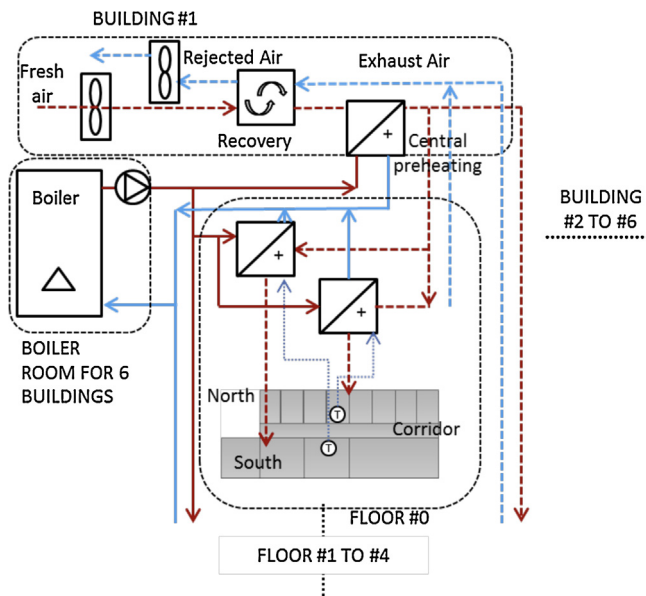 BUILDING #1
Rejected Air
Exhaust Air
Fresh
air
Recovery
+
Central
preheating
Boiler
BUILDING
#2 TO #6
+
+
BOILER
ROOM FOR 6
BUILDINGS
North
T
Corridor
T
South
FLOOR #0
FLOOR #1 TO #4